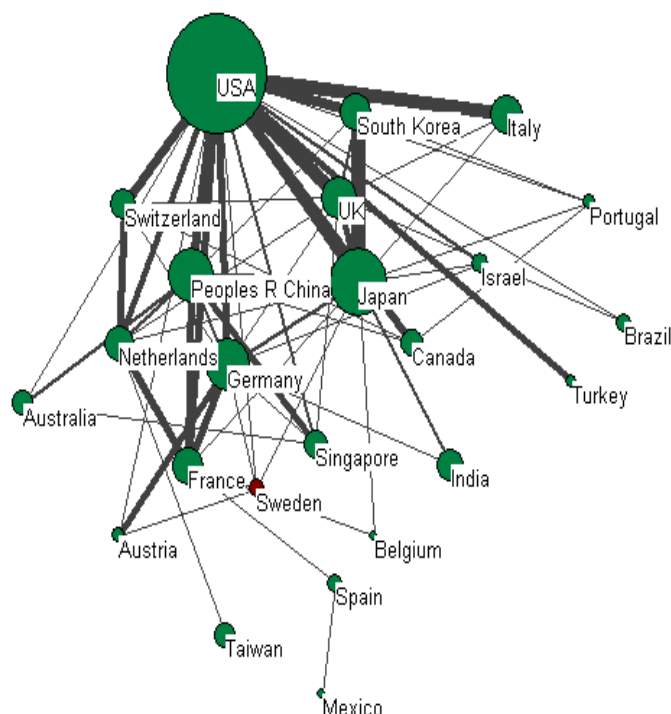 USA
South Korea
Italy
Switzerland
UK
Portugal
Peoples R China
Japan
Israel
Brazil
Netherlands
Germany
Canada
Turkey
Australia
Singapore
India
France
Sweden
Austria
Belgium
Spain
Taiwan
Mexico